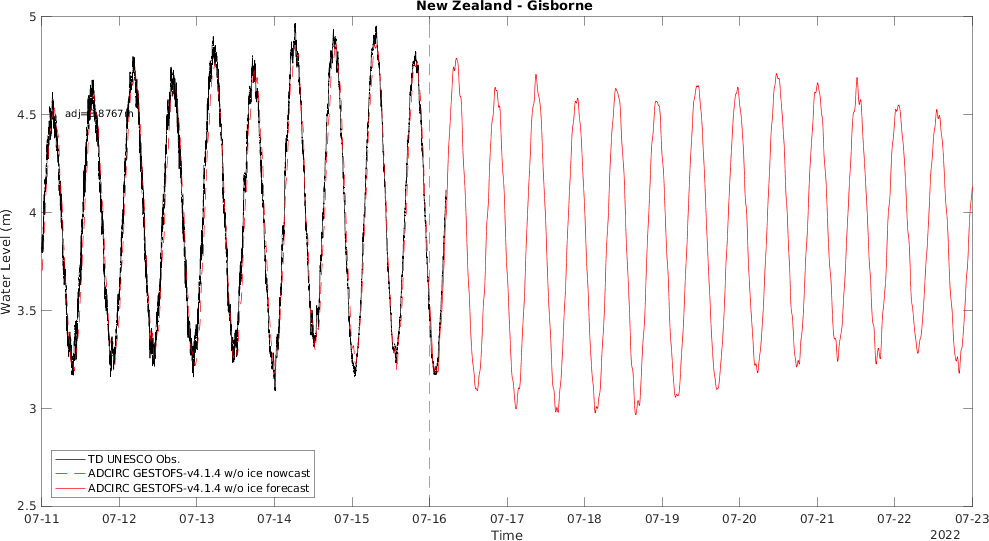 New Zealand - Gisborne
5
4.5
4
3.5
3
2.5
Water Level (m)
TD UNESCO Obs.
ADCIRC GESTOFS-v4.1.4 w/o ice nowcast
ADCIRC GESTOFS-v4.1.4 w/o ice forecast
07-11 07-12 07-13 07-14 07-15 07-16 07-17 07-18 07-19 07-20 07-21 07-22 07-23
Time
2022